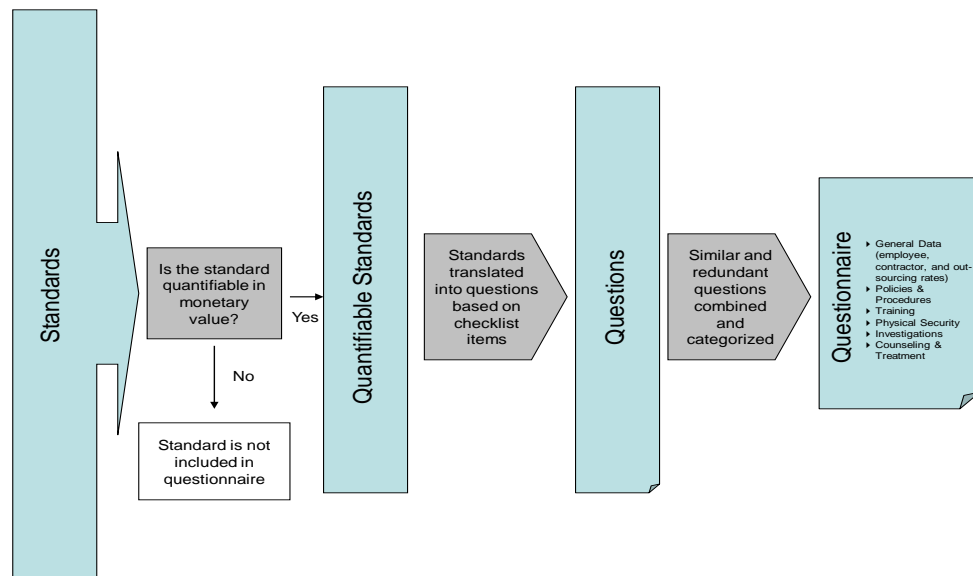 Standards
Is the standard
quantifiable in
monetary
value?
Yes
No
Standard is not
included in
questionnaire
Quantifiable Standards
Standards
translated
into questions
based on
checklist
items
Questions
Similar and
redundant
questions
combined
and
categorized
Questionnaire
General Data
(employee,
contractor, and out-
sourcing rates)
Policies &
Procedures
Training
Physical Security
Investigations
Counseling &
Treatment